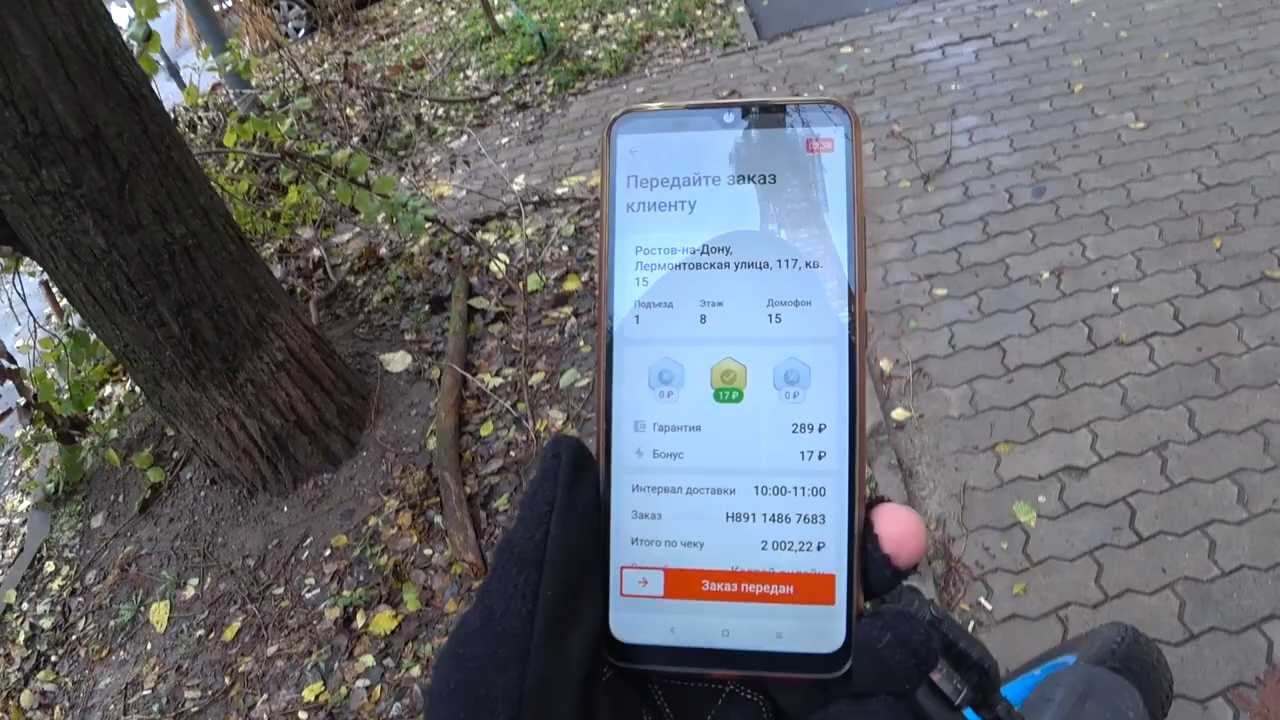 Передайте заказ
клиенту
Ростов-на-Дону,
Лермонтовская улица, 117, кв.
15
Подъезд Этаж Домофон
1 8 15
0 ₽ 17 ₽ 0 ₽
Гарантия 289 ₽
Бонус 17 ₽
Интервал доставки 10:00-11:00
Заказ H891 1486 7683
Итого по чеку 2 002,22 ₽
Заказ передан